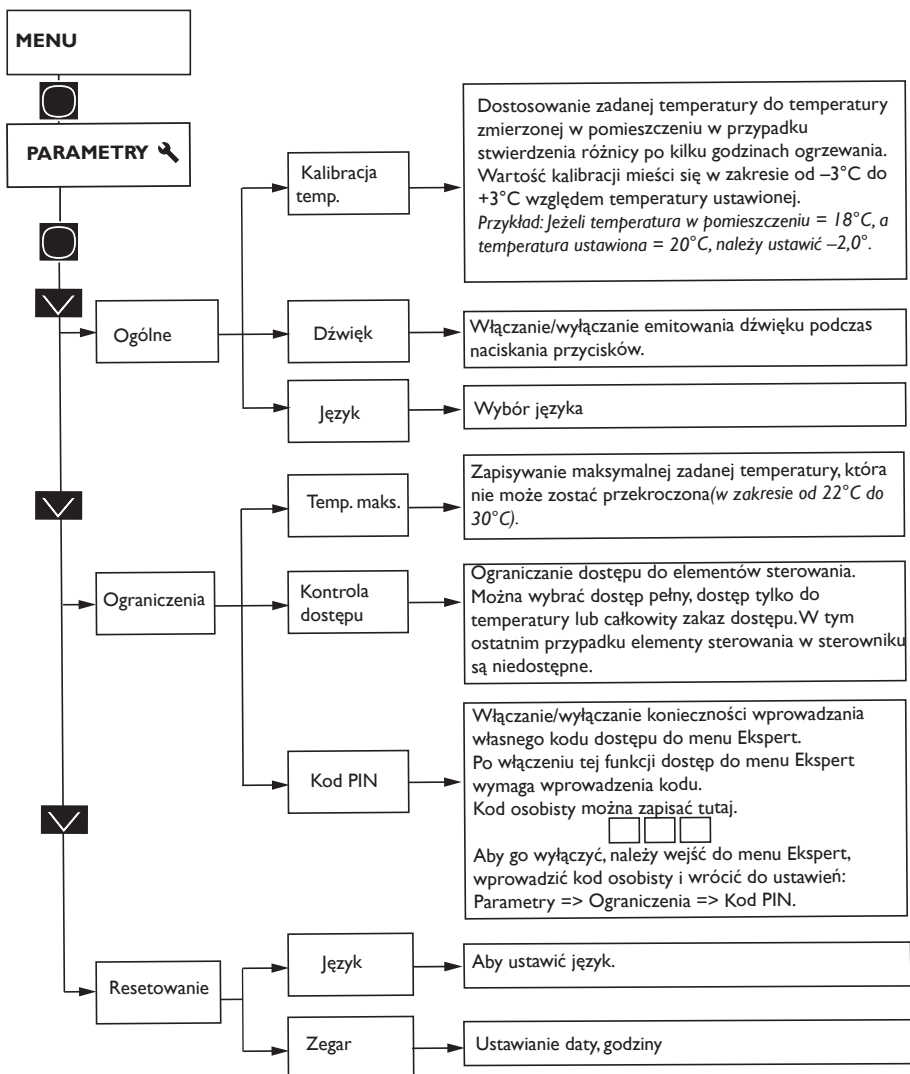 MENU
PARAMETRY
Kalibracja
temp.
Dostosowanie zadanej temperatury do temperatury
zmierzonej w pomieszczeniu w przypadku
stwierdzenia różnicy po kilku godzinach ogrzewania.
Wartość kalibracji mieści się w zakresie od –3°C do
+3°C względem temperatury ustawionej.
Przykład: Jeżeli temperatura w pomieszczeniu = 18°C, a
temperatura ustawiona = 20°C, należy ustawić –2,0°.
Ogólne
Dźwięk
Włączanie/wyłączanie emitowania dźwięku podczas
naciskania przycisków.
Język
Wybór języka
Temp. maks.
Zapisywanie maksymalnej zadanej temperatury, która
nie może zostać przekroczona(w zakresie od 22°C do
30°C).
Ograniczenia
Kontrola
dostępu
Ograniczanie dostępu do elementów sterowania.
Można wybrać dostęp pełny, dostęp tylko do
temperatury lub całkowity zakaz dostępu. W tym
ostatnim przypadku elementy sterowania w sterowniku
są niedostępne.
Kod PIN
Włączanie/wyłączanie konieczności wprowadzania
własnego kodu dostępu do menu Ekspert.
Po włączeniu tej funkcji dostęp do menu Ekspert
wymaga wprowadzenia kodu.
Kod osobisty można zapisać tutaj.
Aby go wyłączyć, należy wejść do menu Ekspert,
wprowadzić kod osobisty i wrócić do ustawień:
Parametry => Ograniczenia => Kod PIN.
Resetowanie
Język
Aby ustawić język.
Zegar
Ustawianie daty, godziny